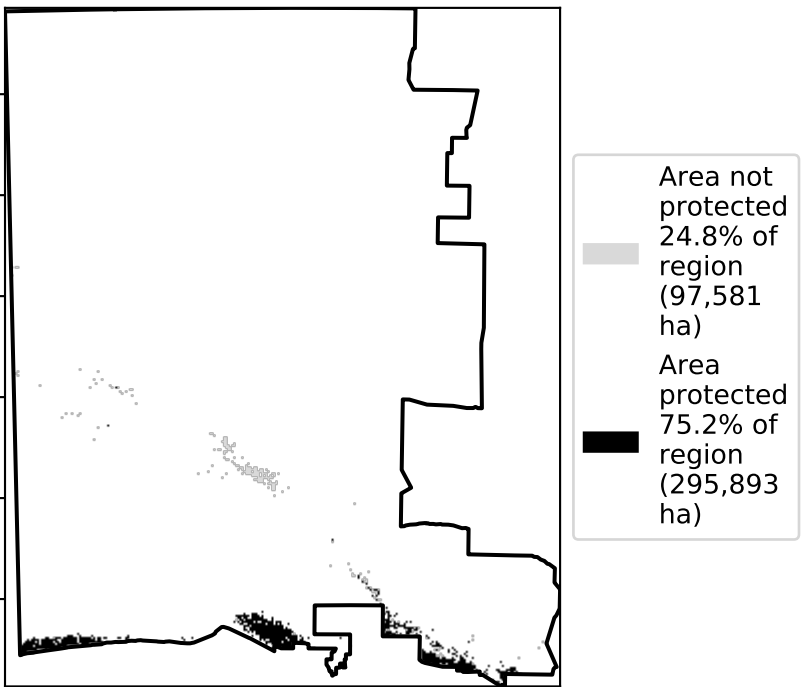 Area not
protected
24.8% of
region
(97,581
ha)
Area
protected
75.2% of
region
(295,893
ha)